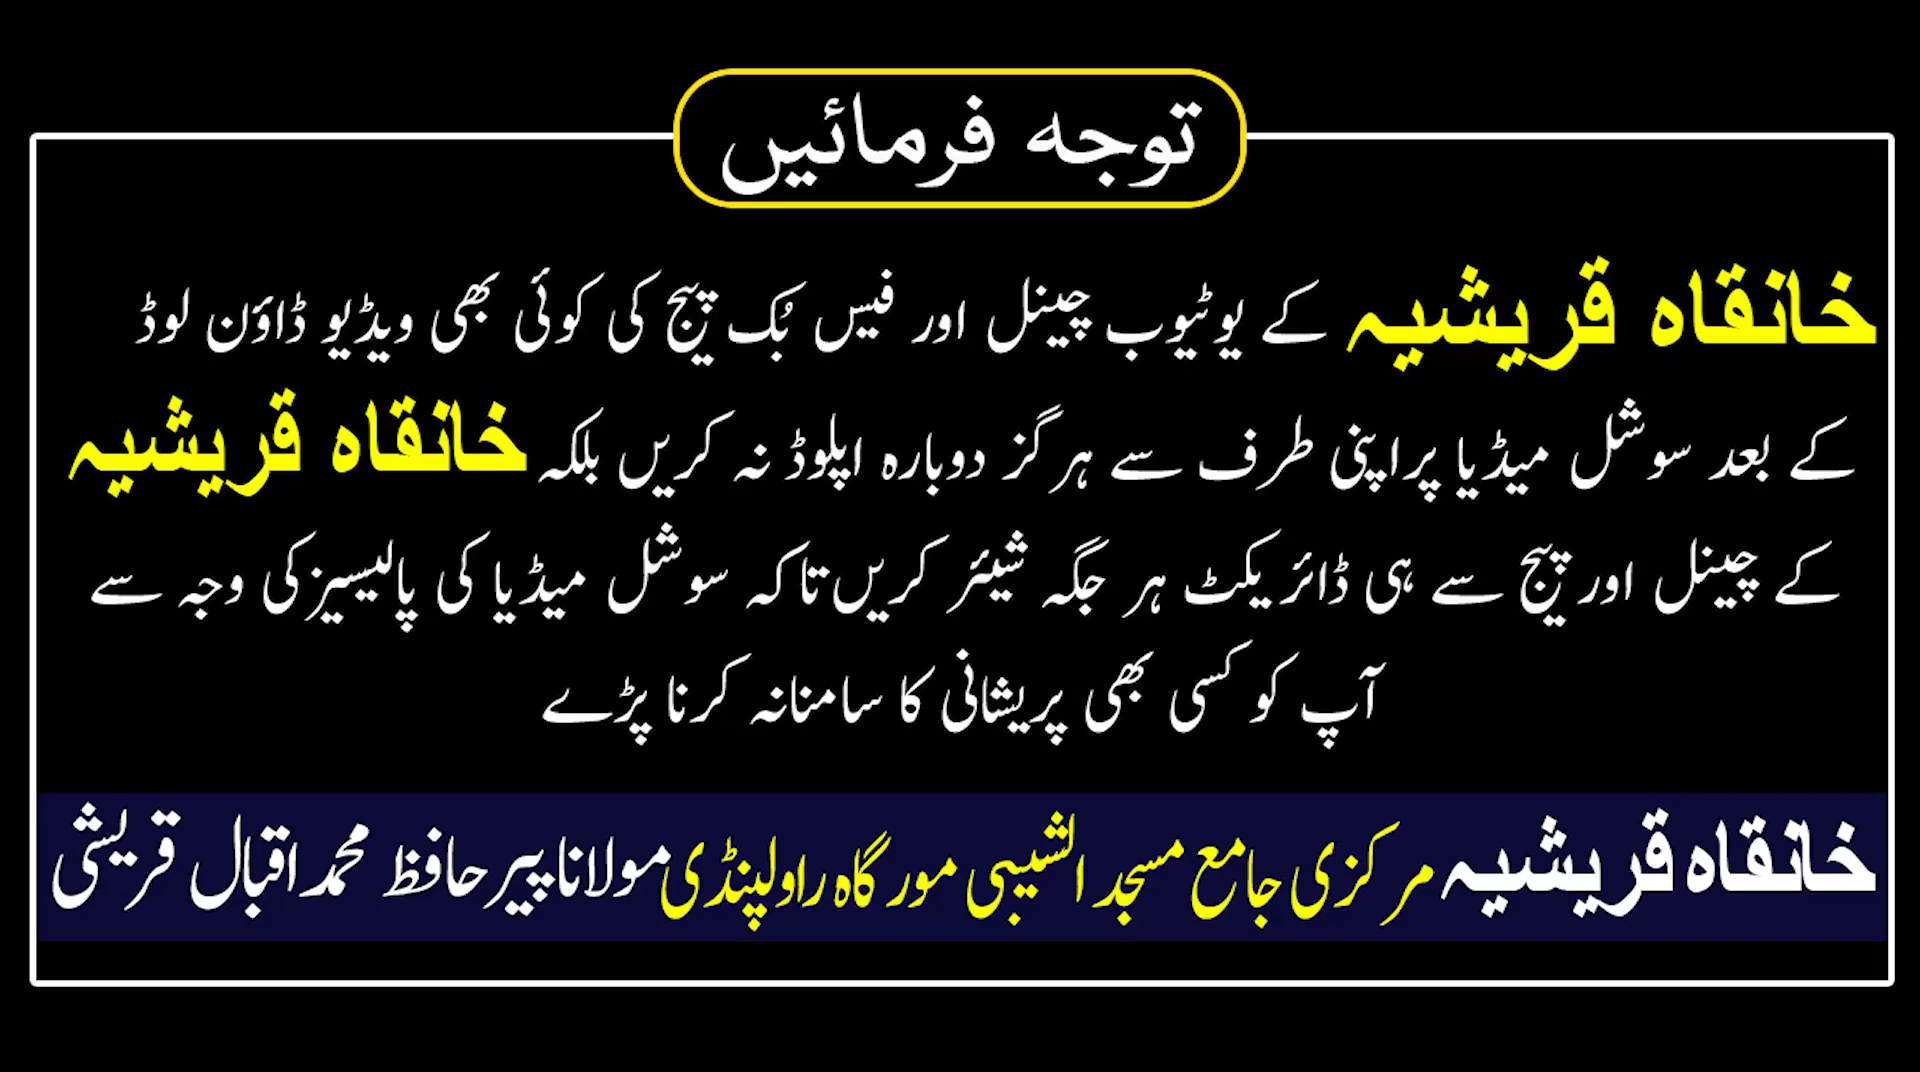 توجہ فرمائیں
خانقاہ قریشیہ کے یوٹیوب چینل اور فیس بُک پیج کی کوئی بھی ویڈیو ڈاؤن لوڈ
کے بعد سوشل میڈیا پر اپنی طرف سے ہرگز دوبارہ اپلوڈ نہ کریں بلکہ خانقاہ قریشیہ
کے چینل اور پیج سے ہی ڈائریکٹ ہر جگہ شیئر کریں تاکہ سوشل میڈیا کی پالیسیز کی وجہ سے
آپ کو کسی بھی پریشانی کا سامنا نہ کرنا پڑے
خانقاہ قریشیہ مرکزی جامع مسجد الشیبی مورگاہ راولپنڈی مولانا پیر حافظ محمد اقبال قریشی